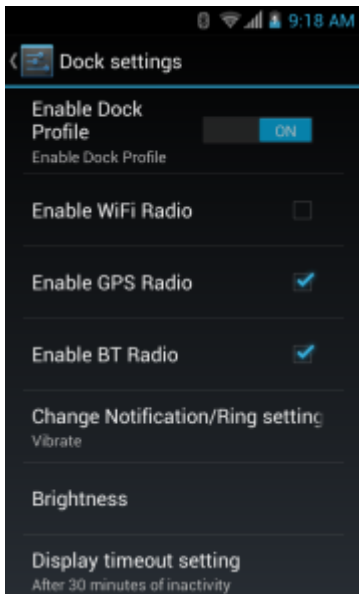 9:18 AM
Dock settings
Enable Dock
Profile
ON
Enable Dock Profile
Enable WiFi Radio
Enable GPS Radio
Enable BT Radio
Change Notification/Ring setting
Vibrate
Brightness
Display timeout setting
After 30 minutes of inactivity